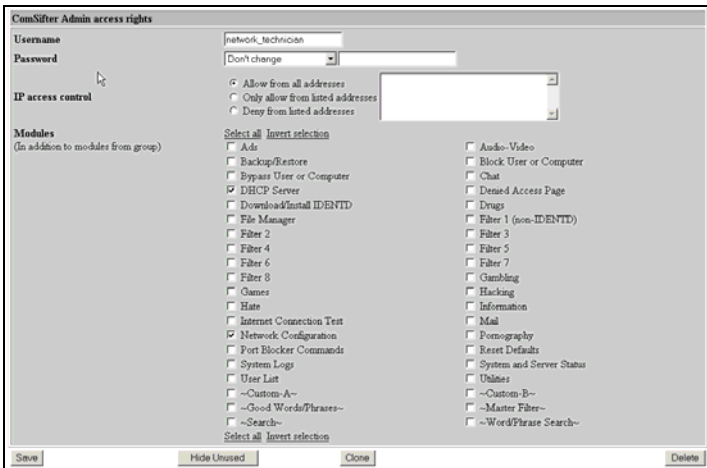 ComSifter Admin access rights
Username network_technician
Password Don't change
IP access control
Allow from all addresses
Only allow from listed addresses
Deny from listed addresses
Modules
(In addition to modules from group)
Select all Invert selection
Ads Audio-Video
Backup/Restore Block User or Computer
Bypass User or Computer Chat
DHCP Server Denied Access Page
Download/Install IDENTD Drugs
File Manager Filter 1 (non-IDENTD)
Filter 2 Filter 3
Filter 4 Filter 5
Filter 6 Filter 7
Filter 8 Gambling
Games Hacking
Hate Information
Internet Connection Test Mail
Network Configuration Pornography
Port Blocker Commands Reset Defaults
System Logs System and Server Status
User List Utilities
~Custom-A~ ~Custom-B~
~Good Words/Phrases~ ~Master Filter~
~Search~ ~Word/Phrase Search~
Select all Invert selection
Save Hide Unused Clone Delete